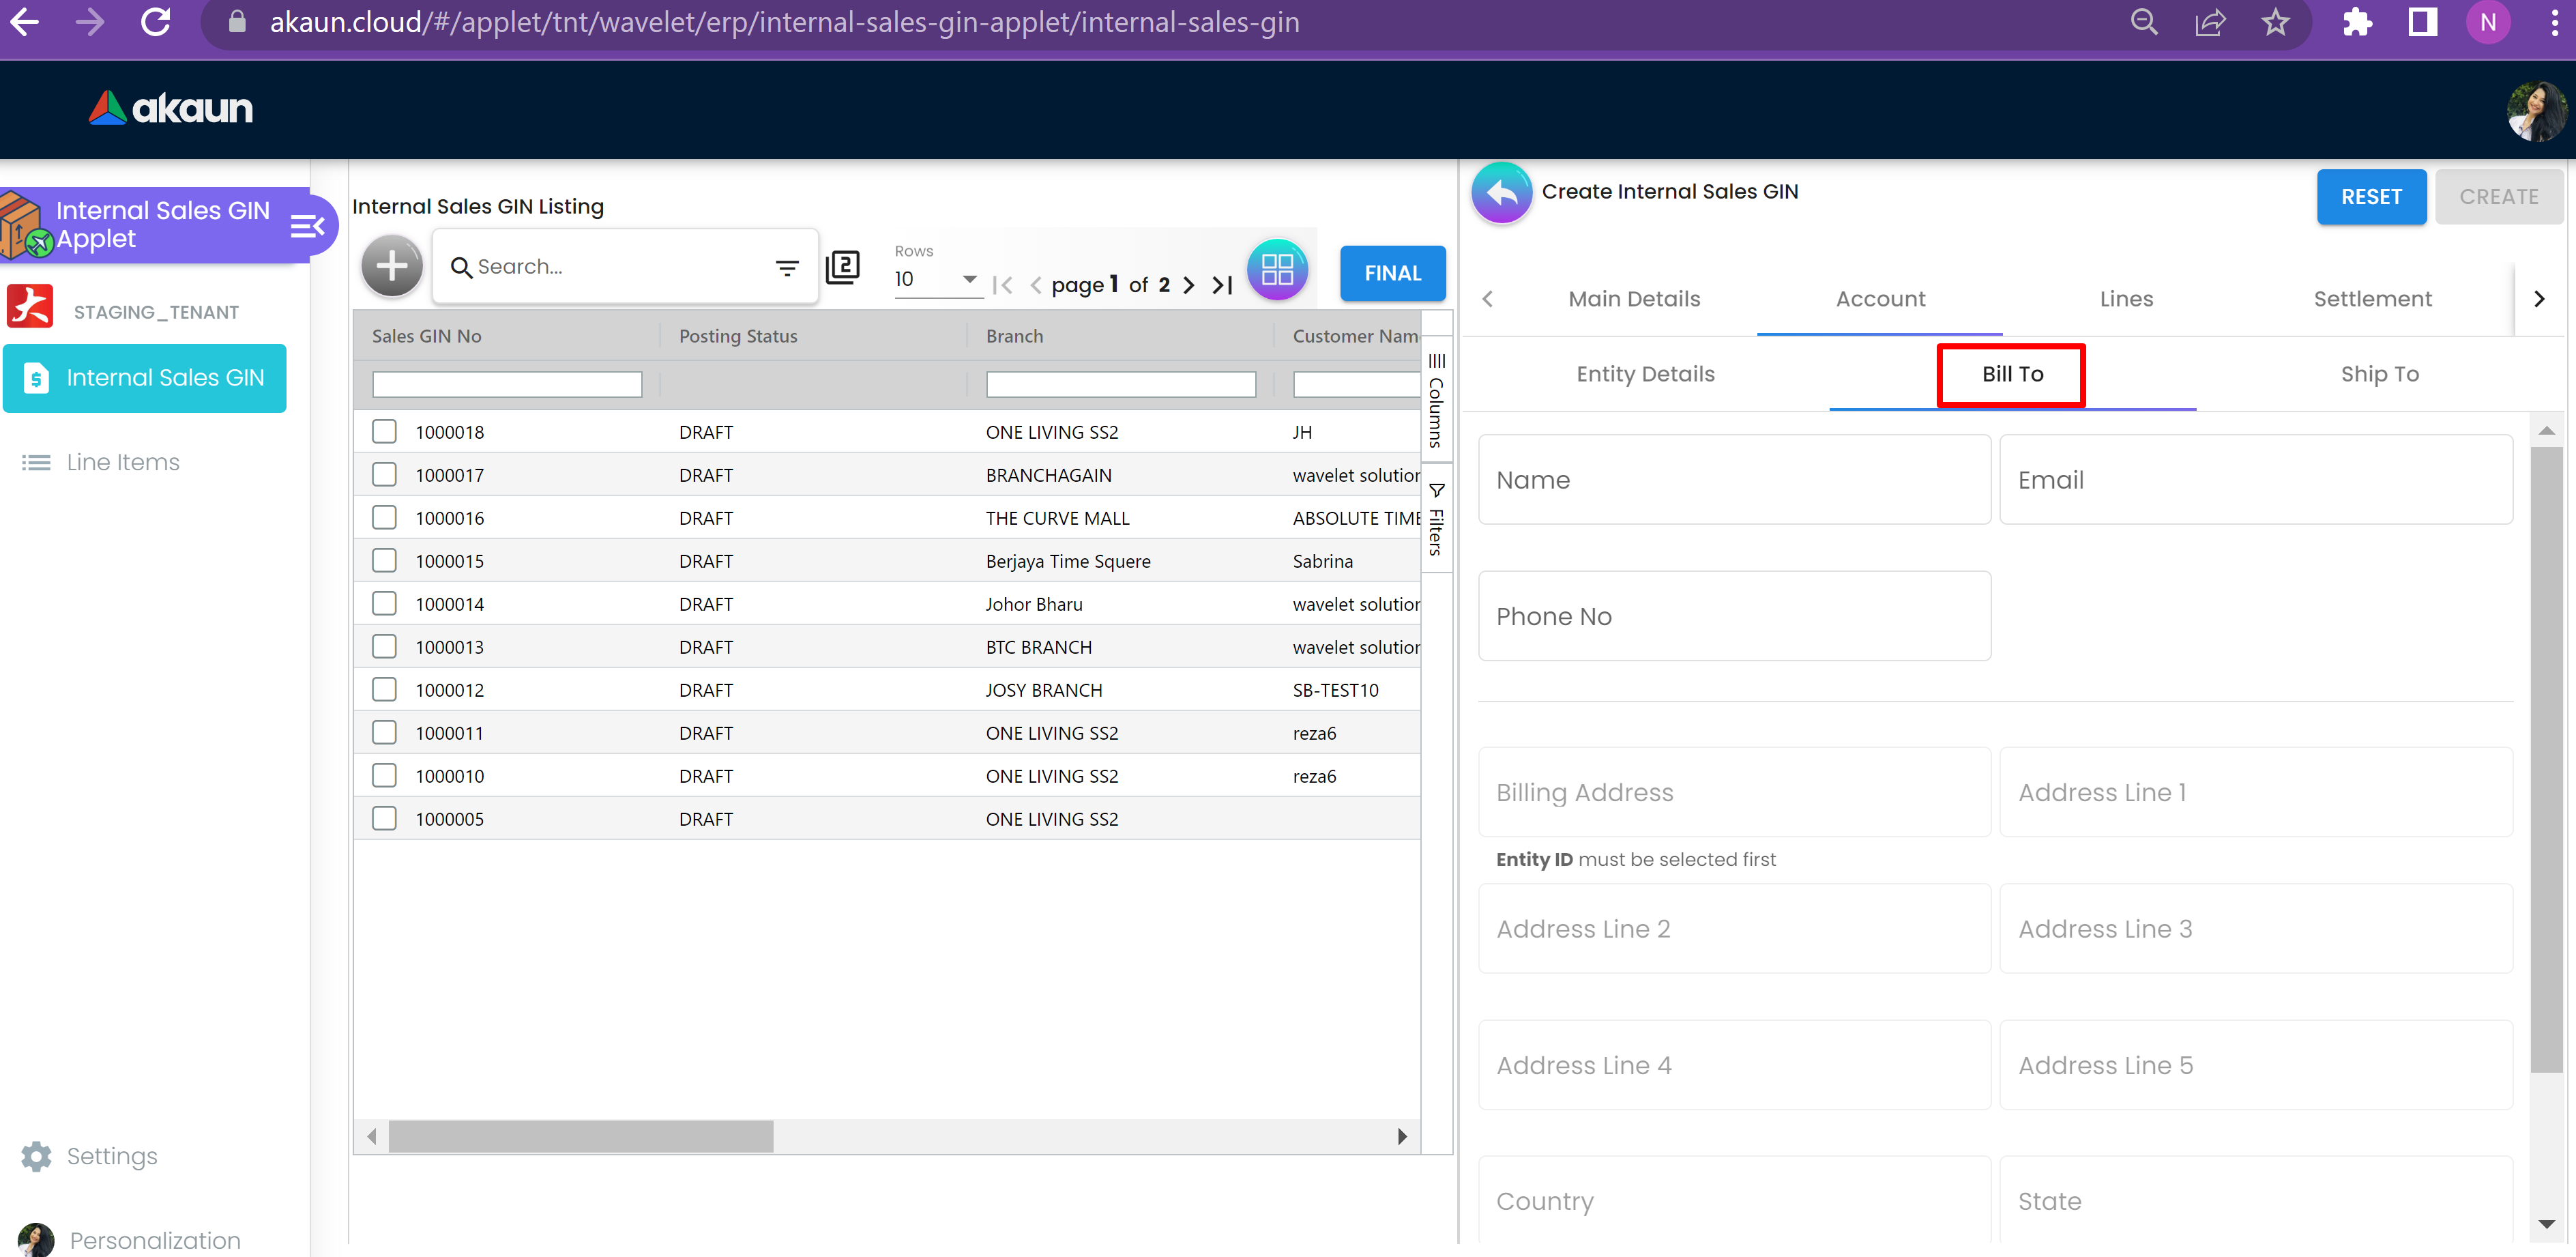 akaun.cloud/#/applet/tnt/wavelet/erp/internal-sales-gin-applet/internal-sales-gin
N
akaun
Internal Sales GIN
Applet
STAGING_TENANT
Internal Sales GIN
Line Items
Settings
Personalization
Internal Sales GIN Listing
Search...
2
Rows
10
page 1 of 2
FINAL
Sales GIN No Posting Status Branch Customer Nam
1000018 DRAFT ONE LIVING SS2 JH
1000017 DRAFT BRANCHAGAIN wavelet solution
1000016 DRAFT THE CURVE MALL ABSOLUTE TIME
1000015 DRAFT Berjaya Time Squere Sabrina
1000014 DRAFT Johor Bharu wavelet solution
1000013 DRAFT BTC BRANCH wavelet solution
1000012 DRAFT JOSY BRANCH SB-TEST10
1000011 DRAFT ONE LIVING SS2 reza6
1000010 DRAFT ONE LIVING SS2 reza6
1000005 DRAFT ONE LIVING SS2
Columns
Filters
Create Internal Sales GIN
RESET CREATE
Main Details Account Lines Settlement
Entity Details Bill To Ship To
Name Email
Phone No
Billing Address Address Line 1
Entity ID must be selected first
Address Line 2 Address Line 3
Address Line 4 Address Line 5
Country State